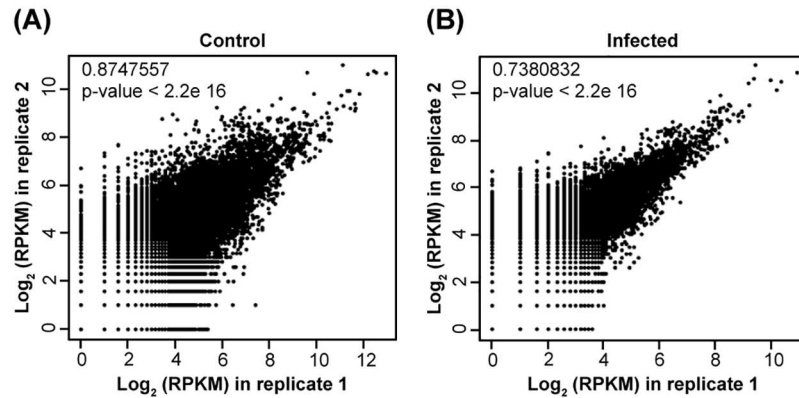 (A)
Control
0.8747557
p-value < 2.2e 16
Log2 (RPKM) in replicate 2
0
2
4
6
8
10
0 2 4 6 8 10 12
Log2 (RPKM) in replicate 1
(B)
Infected
0.7380832
p-value < 2.2e 16
Log2 (RPKM) in replicate 2
0
2
4
6
8
10
0 2 4 6 8 10
Log2 (RPKM) in replicate 1